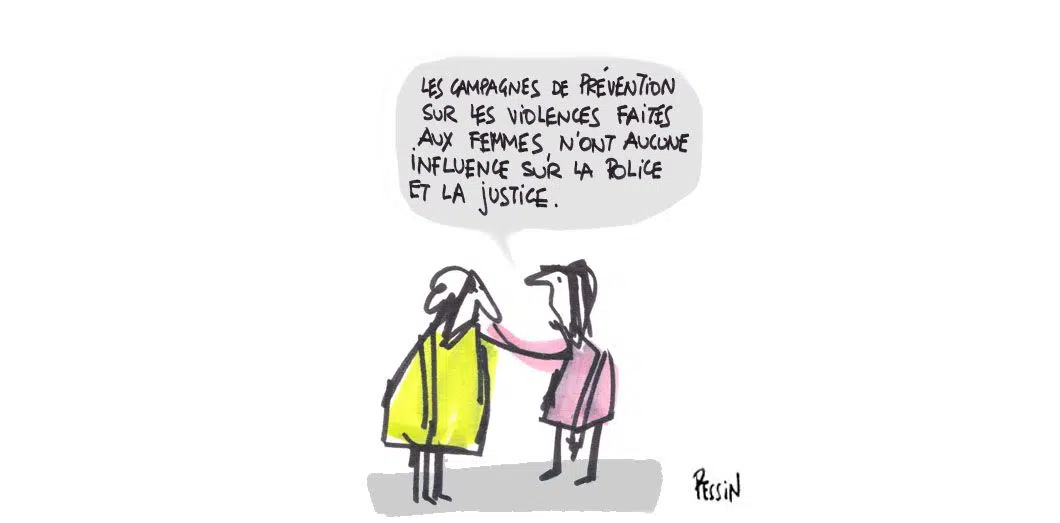 LES CAMPAGNES DE PRÉVENTION
SUR LES VIOLENCES FAITES
AUX FEMMES, N'ONT AUCUNE
INFLUENCE SUR LA POLICE
ET LA JUSTICE.
PESSIN